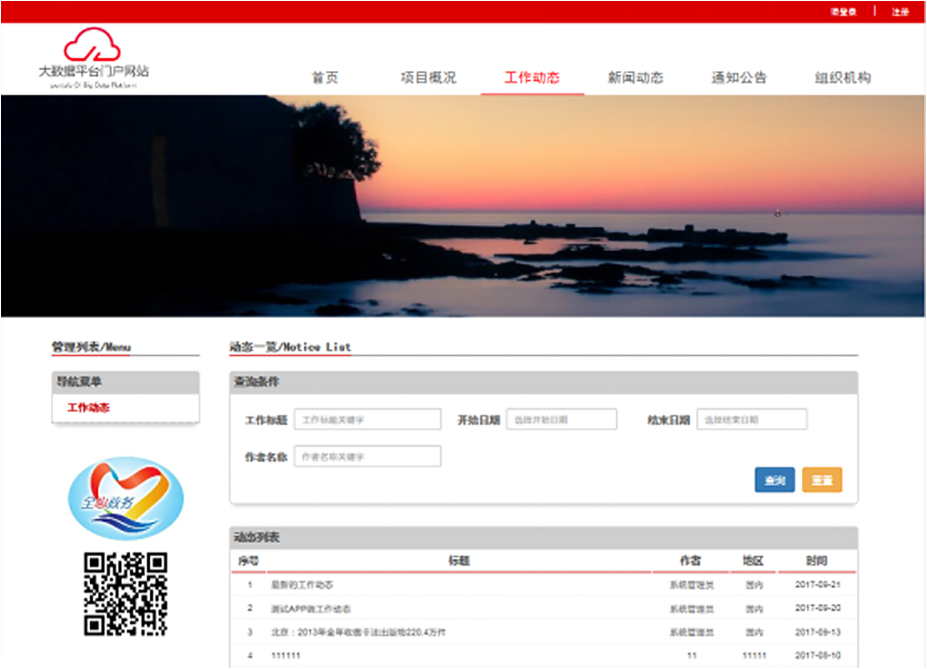 请登录 | 注册
大数据平台门户网站
portals Of Big Data Platform
首页 项目概况 工作动态 新闻动态 通知公告 组织机构
管理列表/Menu
动态一览/Notice List
导航菜单
工作动态
查询条件
工作标题 工作标题关键字 开始日期 选择开始日期 结束日期 选择结束日期
作者名称 作者名称关键字
查询 重置
全心政务
动态列表
序号 标题 作者 地区 时间
1 最新的工作动态 系统管理员 国内 2017-09-21
2 测试APP端工作动态 系统管理员 国内 2017-09-20
3 北京：2013年全年收缴非法出版物220.4万件 系统管理员 国内 2017-09-13
4 111111 11 11111 2017-08-10